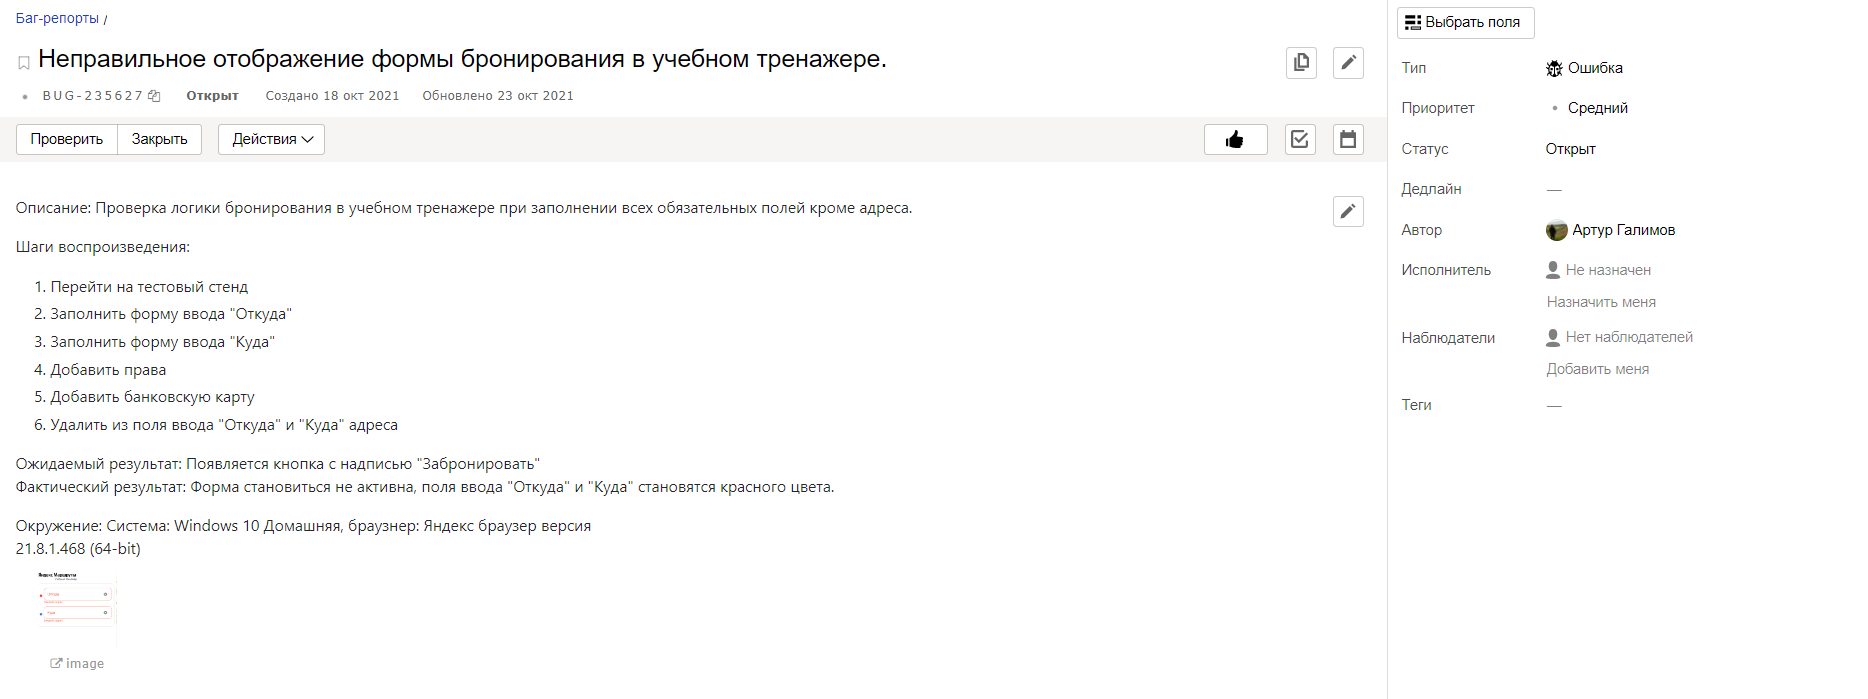 Баг-репорты /
Неправильное отображение формы бронирования в учебном тренажере.
BUG-235627 Открыт Создано 18 окт 2021 Обновлено 23 окт 2021
Проверить Закрыть Действия
Описание: Проверка логики бронирования в учебном тренажере при заполнении всех обязательных полей кроме адреса.
Шаги воспроизведения:
1. Перейти на тестовый стенд
2. Заполнить форму ввода "Откуда"
3. Заполнить форму ввода "Куда"
4. Добавить права
5. Добавить банковскую карту
6. Удалить из поля ввода "Откуда" и "Куда" адреса
Ожидаемый результат: Появляется кнопка с надписью "Забронировать"
Фактический результат: Форма становиться не активна, поля ввода "Откуда" и "Куда" становятся красного цвета.
Окружение: Система: Windows 10 Домашняя, браузнер: Яндекс браузер версия
21.8.1.468 (64-bit)
Яндекс Маршруты
Откуда
Куда
image
Выбрать поля
Тип Ошибка
Приоритет Средний
Статус Открыт
Дедлайн —
Автор Артур Галимов
Исполнитель Не назначен
Назначить меня
Наблюдатели Нет наблюдателей
Добавить меня
Теги —